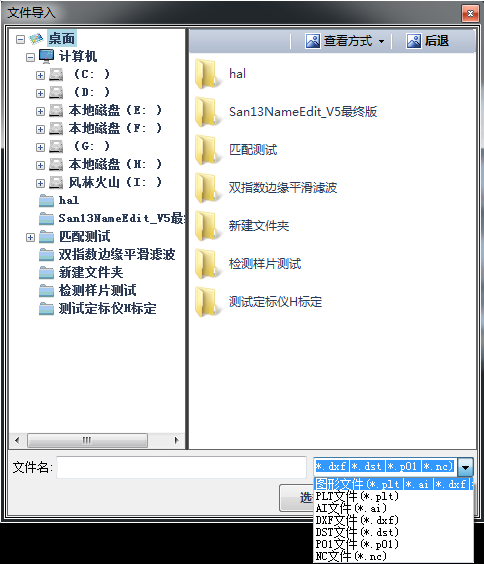 文件导入
桌面
计算机
（C: ）
（D: ）
本地磁盘（E: ）
本地磁盘（F: ）
（G: ）
本地磁盘（H: ）
风林火山（I: ）
hal
San13NameEdit_V5最终
匹配测试
双指数边缘平滑滤波
新建文件夹
检测样片测试
测试定标仪H标定
查看方式 后退
hal
San13NameEdit_V5最终版
匹配测试
双指数边缘平滑滤波
新建文件夹
检测样片测试
测试定标仪H标定
文件名:
*.dxf|*.dst|*.p01|*.nc)
选
图形文件(*.plt|*.ai|*.dxf|
PLT文件(*.plt)
AI文件(*.ai)
DXF文件(*.dxf)
DST文件(*.dst)
P01文件(*.p01)
NC文件(*.nc)